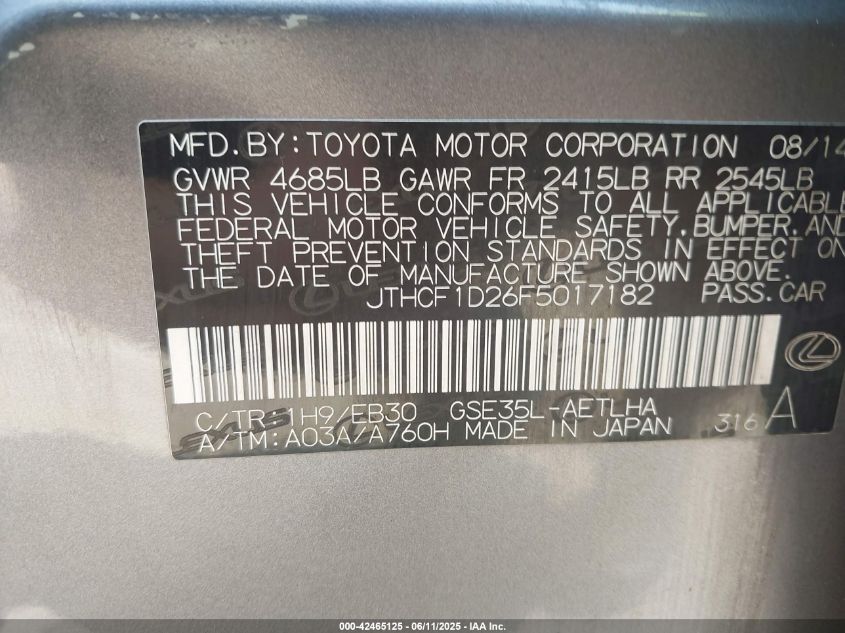 MFD.BY:TOYOTA MOTOR CORPORATION 08/14
GVWR 4685LB GAWR FR 2415LB RR 2545LB
THIS VEHICLE CONFORMS TO ALL APPLICABLE
FEDERAL MOTOR VEHICLE SAFETY,BUMPER,AND
THEFT PREVENTION STANDARDS IN EFFECT ON
THE DATE OF MANUFACTURE SHOWN ABOVE.
JTHCF1D26F5017182 PASS.CAR
C/TR: 1H9/EB30 GSE35L-AETLHA
A/TM:A03A/A760H MADE IN JAPAN 316A
000-42465125 - 06/11/2025 - IAA Inc.